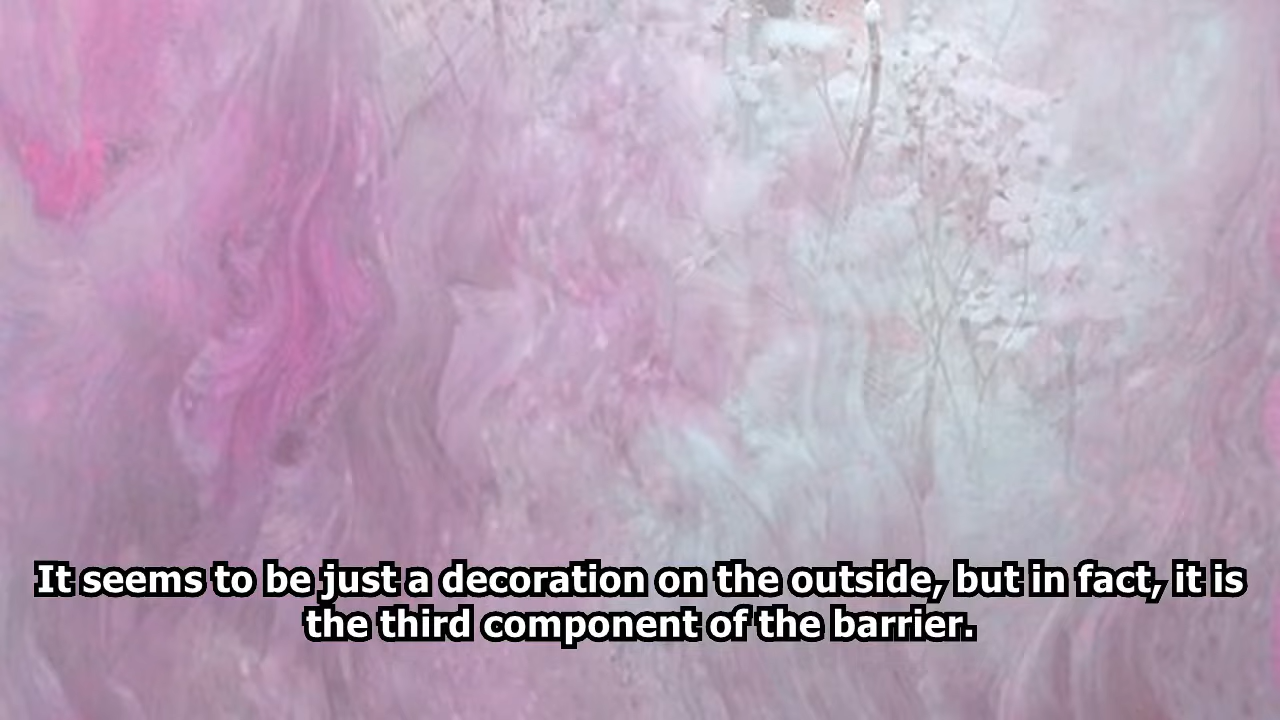 It seems to be just a decoration on the outside, but in fact, it is
the third component of the barrier.